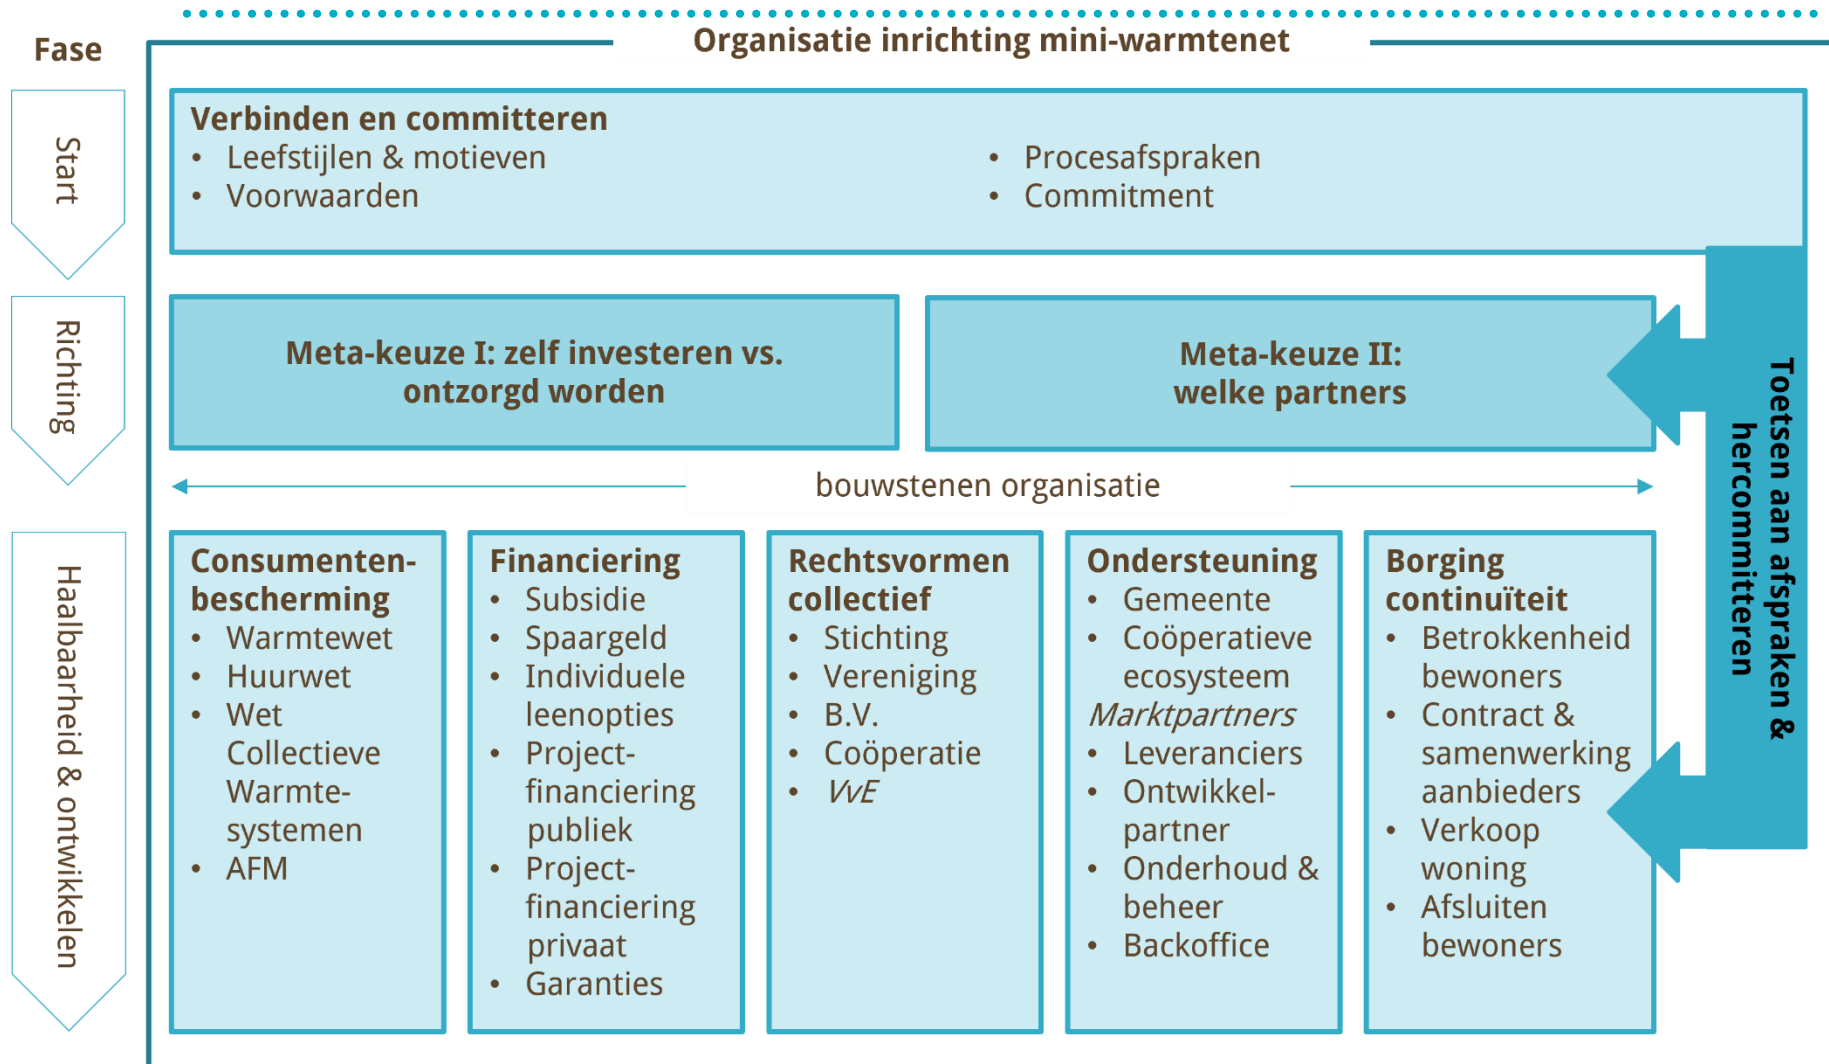 Fase
Organisatie inrichting mini-warmtenet
Start
Verbinden en committeren
• Leefstijlen & motieven
• Voorwaarden
• Procesafspraken
• Commitment
Richting
Meta-keuze I: zelf investeren vs.
ontzorgd worden
Meta-keuze II:
welke partners
Toetsen aan afspraken &
hercommitteren
bouwstenen organisatie
Haalbaarheid & ontwikkelen
Consumenten-
bescherming
• Warmtewet
• Huurwet
• Wet
Collectieve
Warmte-
systemen
• AFM
Financiering
• Subsidie
• Spaargeld
• Individuele
leenopties
• Project-
financiering
publiek
• Project-
financiering
privaat
• Garanties
Rechtsvormen
collectief
• Stichting
• Vereniging
• B.V.
• Coöperatie
• VvE
Ondersteuning
• Gemeente
• Coöperatieve
ecosysteem
Marktpartners
• Leveranciers
• Ontwikkel-
partner
• Onderhoud &
beheer
• Backoffice
Borging
continuïteit
• Betrokkenheid
bewoners
• Contract &
samenwerking
aanbieders
• Verkoop
woning
• Afsluiten
bewoners